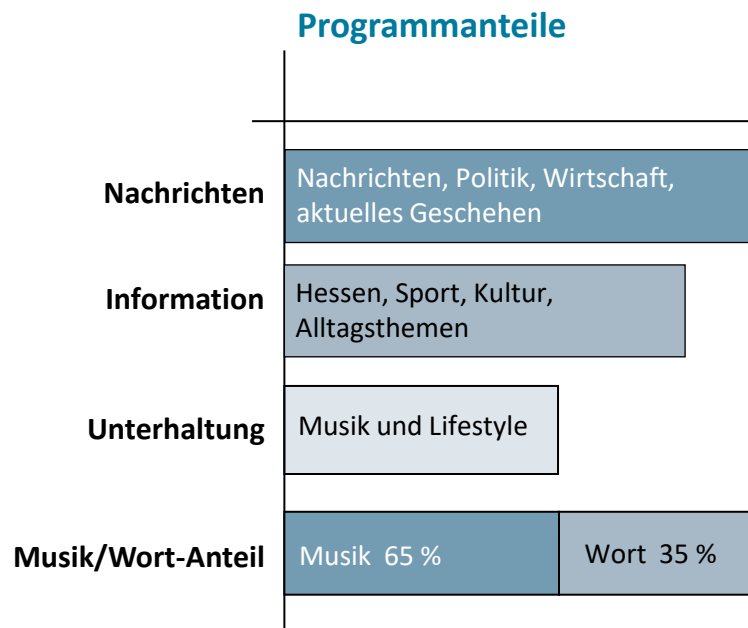 Programmanteile
Nachrichten
Nachrichten, Politik, Wirtschaft,
aktuelles Geschehen
Information
Hessen, Sport, Kultur,
Alltagsthemen
Unterhaltung
Musik und Lifestyle
Musik/Wort-Anteil
Musik 65 %
Wort 35 %